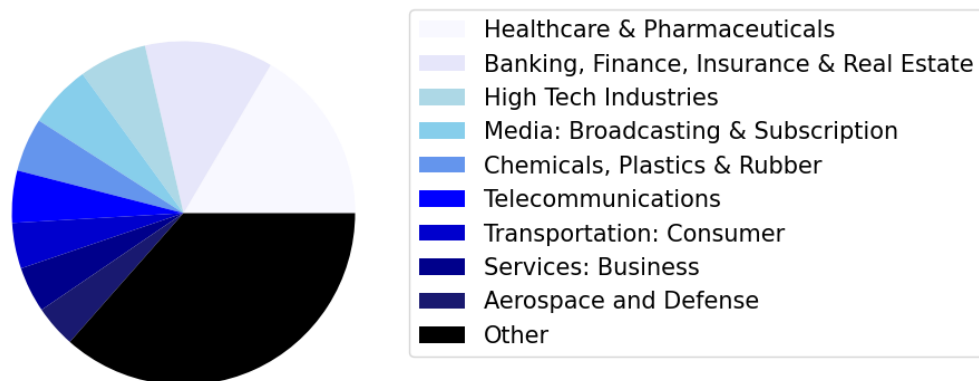 Healthcare & Pharmaceuticals
Banking, Finance, Insurance & Real Estate
High Tech Industries
Media: Broadcasting & Subscription
Chemicals, Plastics & Rubber
Telecommunications
Transportation: Consumer
Services: Business
Aerospace and Defense
Other